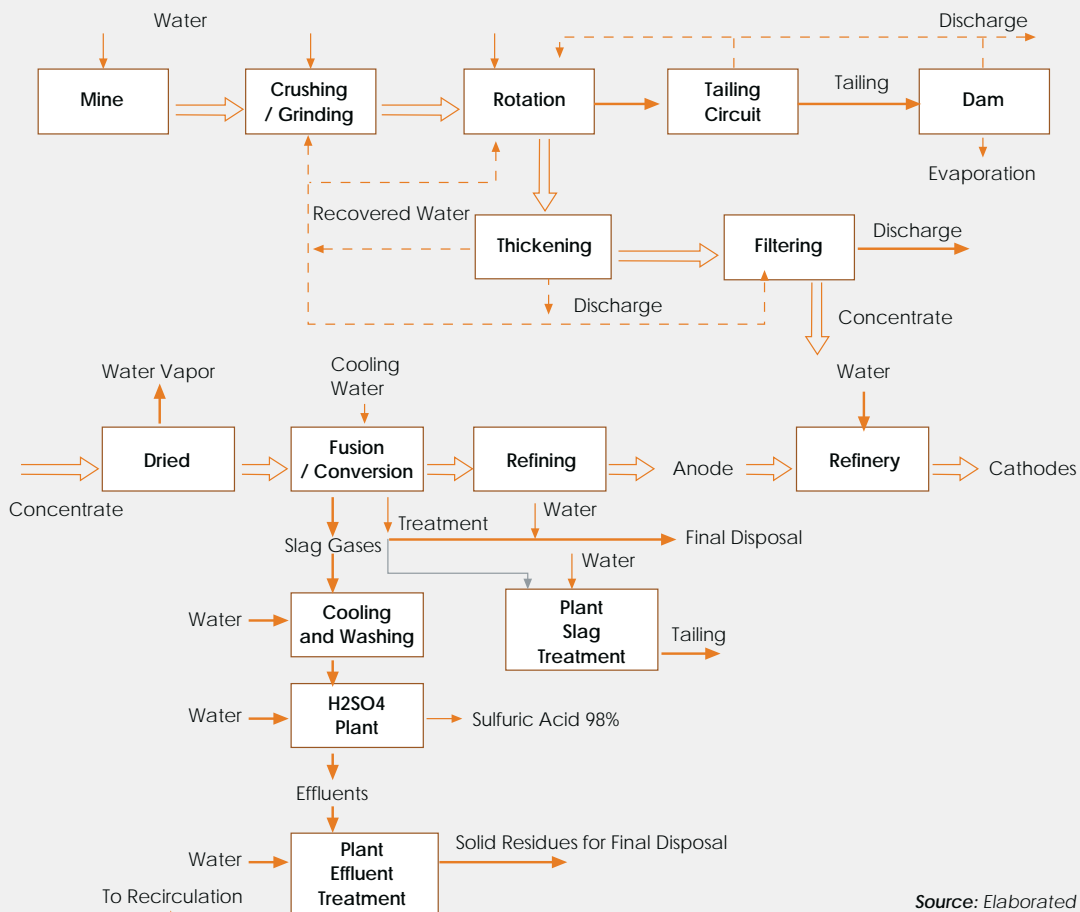 Water
Discharge
Mine
Crushing
/ Grinding
Rotation
Tailing
Circuit
Tailing
Dam
Evaporation
Recovered Water
Thickening
Filtering
Discharge
Discharge
Concentrate
Water Vapor
Cooling
Water
Water
Dried
Fusion
/ Conversion
Refining
Anode
Refinery
Cathodes
Concentrate
Treatment
Water
Slag Gases
Final Disposal
Water
Water
Cooling
and Washing
Plant
Slag
Treatment
Tailing
Water
H2SO4
Plant
Sulfuric Acid 98%
Effluents
Water
Plant
Effluent
Treatment
Solid Residues for Final Disposal
To Recirculation
Source: Elaborated